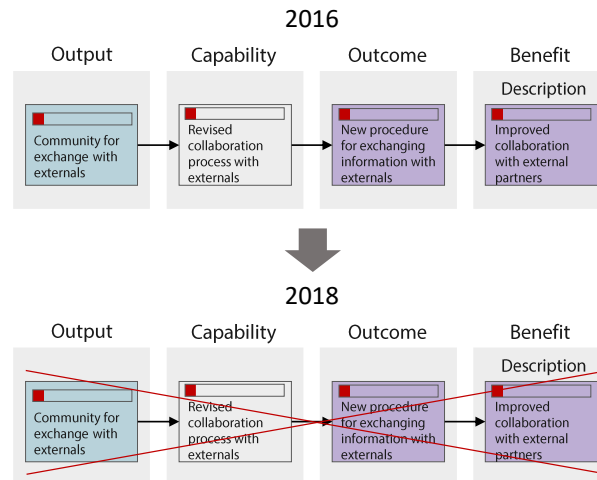 2016
Output
Capability
Outcome
Benefit
Description
Community for
exchange with
externals
Revised
collaboration
process with
externals
New procedure
for exchanging
information with
externals
Improved
collaboration
with external
partners
2018
Output
Capability
Outcome
Benefit
Description
Community for
exchange with
externals
Revised
collaboration
process with
externals
New procedure
for exchanging
information with
externals
Improved
collaboration
with external
partners